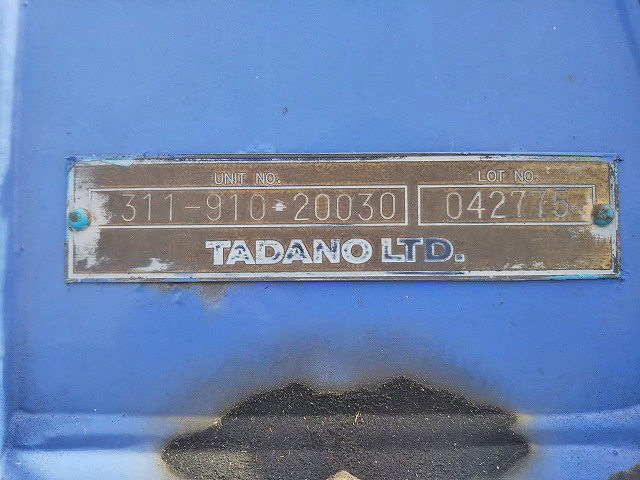 UNIT NO. LOT NO.
311-910-20030 042775
TADANO LTD.